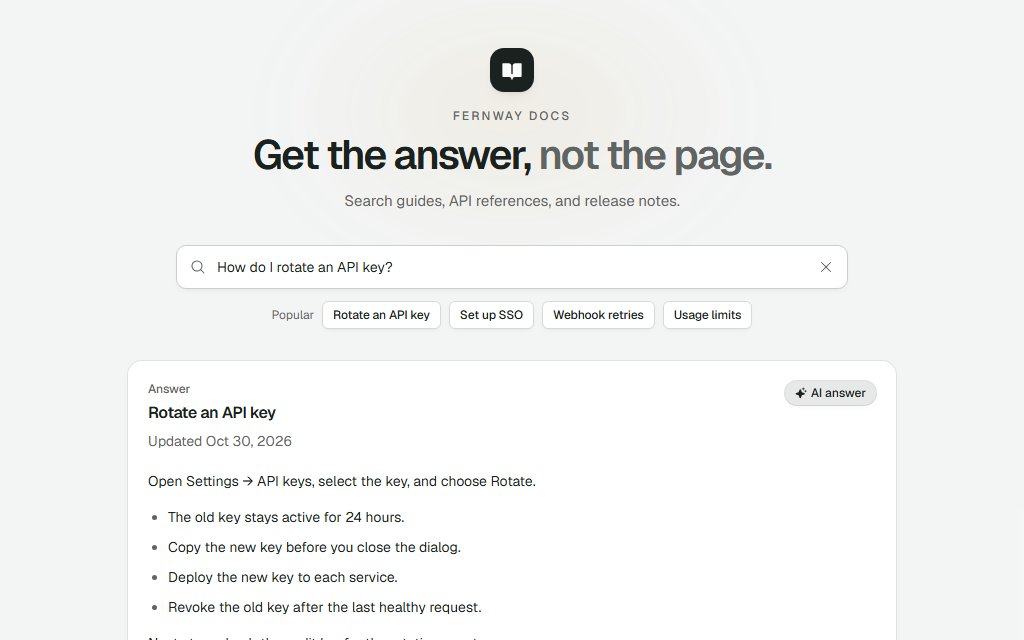 FERNWAY DOCS
Get the answer, not the page.
Search guides, API references, and release notes.
How do I rotate an API key?
Popular Rotate an API key Set up SSO Webhook retries Usage limits
Answer
AI answer
Rotate an API key
Updated Oct 30, 2026
Open Settings → API keys, select the key, and choose Rotate.
• The old key stays active for 24 hours.
• Copy the new key before you close the dialog.
• Deploy the new key to each service.
• Revoke the old key after the last healthy request.